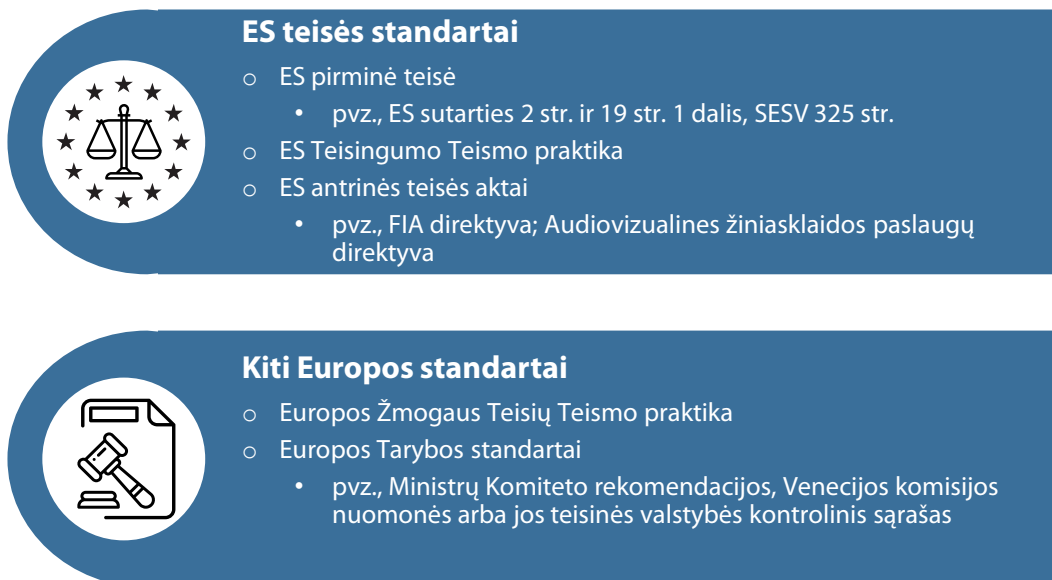 ES teisės standartai
o ES pirminė teisė
• pvz., ES sutarties 2 str. ir 19 str. 1 dalis, SESV 325 str.
o ES Teisingumo Teismo praktika
o ES antrinės teisės aktai
• pvz., FIA direktyva; Audiovizualines žiniasklaidos paslaugų
direktyva
Kiti Europos standartai
o Europos Žmogaus Teisių Teismo praktika
o Europos Tarybos standartai
• pvz., Ministrų Komiteto rekomendacijos, Venecijos komisijos
nuomonės arba jos teisinės valstybės kontrolinis sąrašas